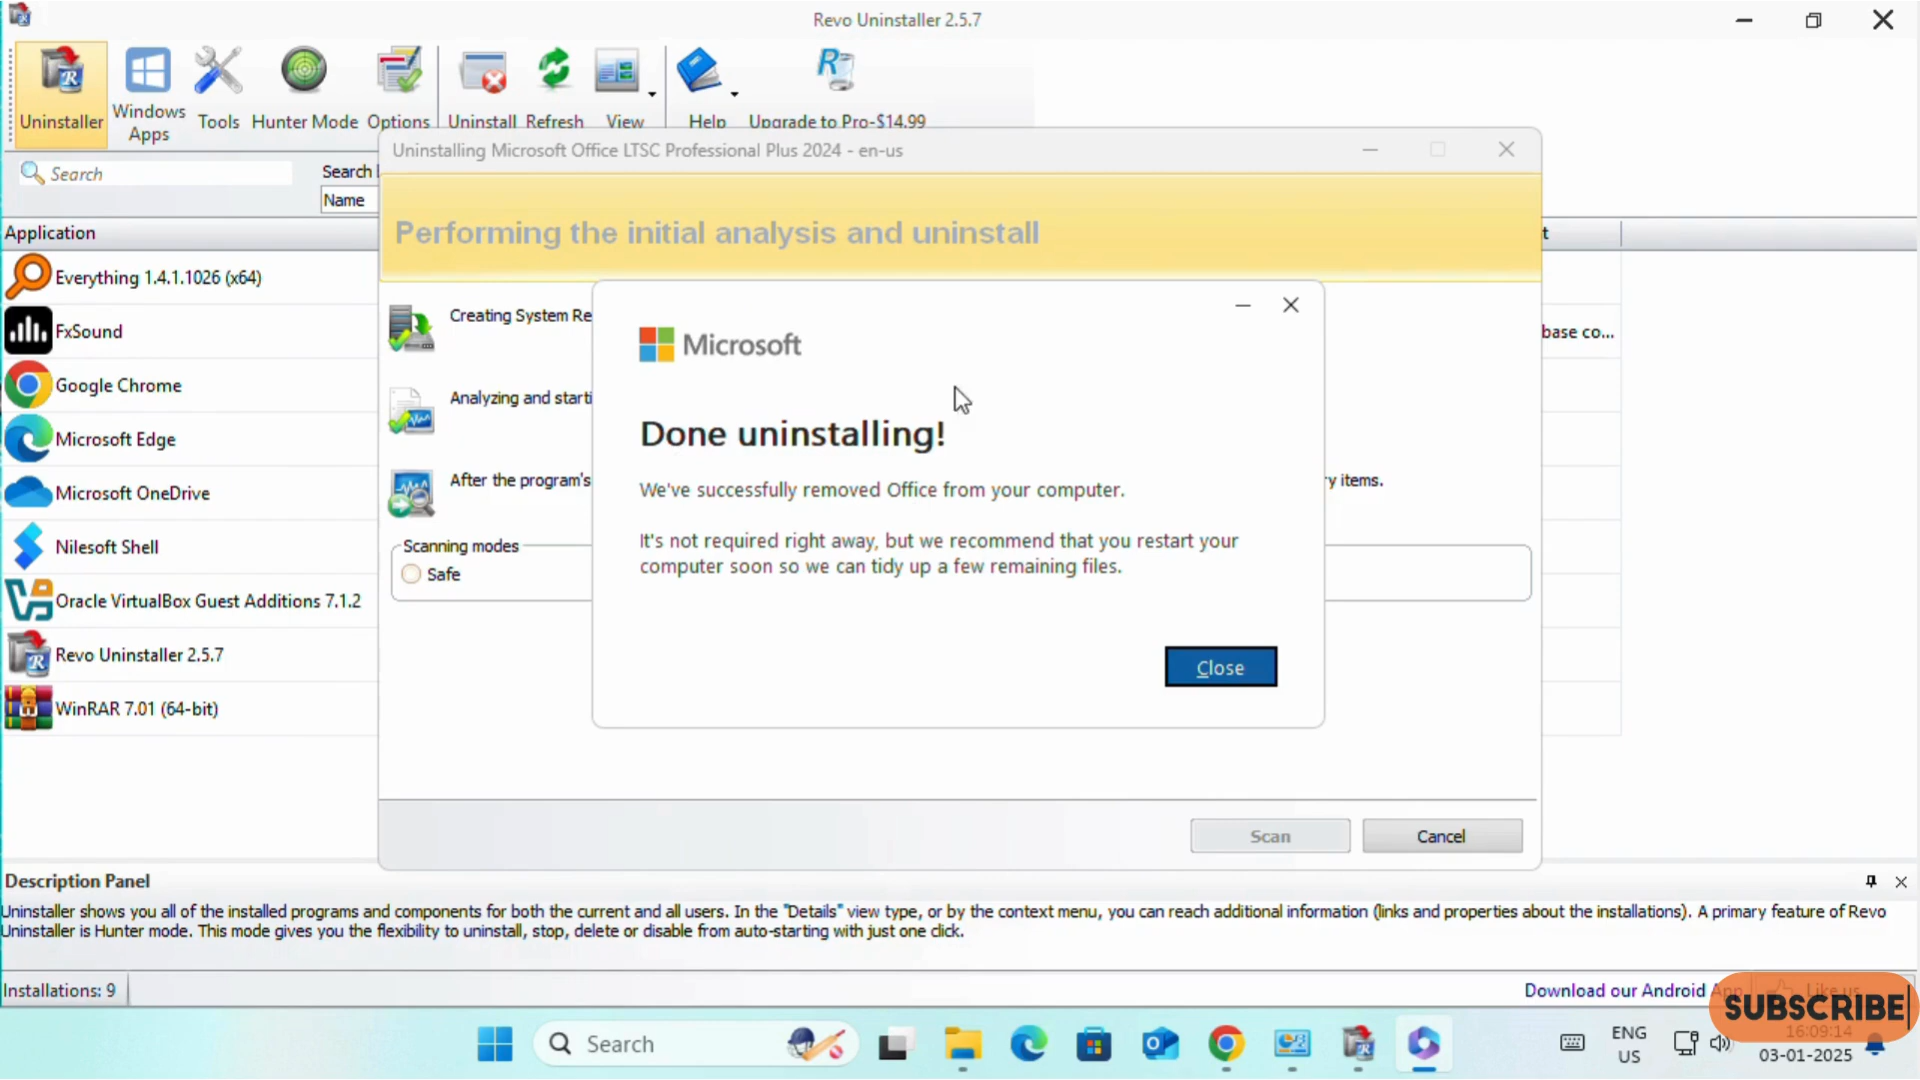 Revo Uninstaller 2.5.7
Uninstaller
Windows Apps
Tools
Hunter Mode
Options
Uninstall
Refresh
View
Help
Upgrade to Pro-$14.99
Search
Search
Name
Uninstalling Microsoft Office LTSC Professional Plus 2024 - en-us
Performing the initial analysis and uninstall
Application
Everything 1.4.1.1026 (x64)
FxSound
Google Chrome
Microsoft Edge
Microsoft OneDrive
Nilesoft Shell
Oracle VirtualBox Guest Additions 7.1.2
Revo Uninstaller 2.5.7
WinRAR 7.01 (64-bit)
t
base co...
Creating System Re
Analyzing and starti
After the program's
ry items.
Scanning modes
Safe
Microsoft
Done uninstalling!
We've successfully removed Office from your computer.
It's not required right away, but we recommend that you restart your
computer soon so we can tidy up a few remaining files.
Close
Scan
Cancel
Description Panel
Uninstaller shows you all of the installed programs and components for both the current and all users. In the "Details" view type, or by the context menu, you can reach additional information (links and properties about the installations). A primary feature of Revo
Uninstaller is Hunter mode. This mode gives you the flexibility to uninstall, stop, delete or disable from auto-starting with just one click.
Installations: 9
Download our Android App
Like us
SUBSCRIBE
Search
ENG
US
16:09:14
03-01-2025